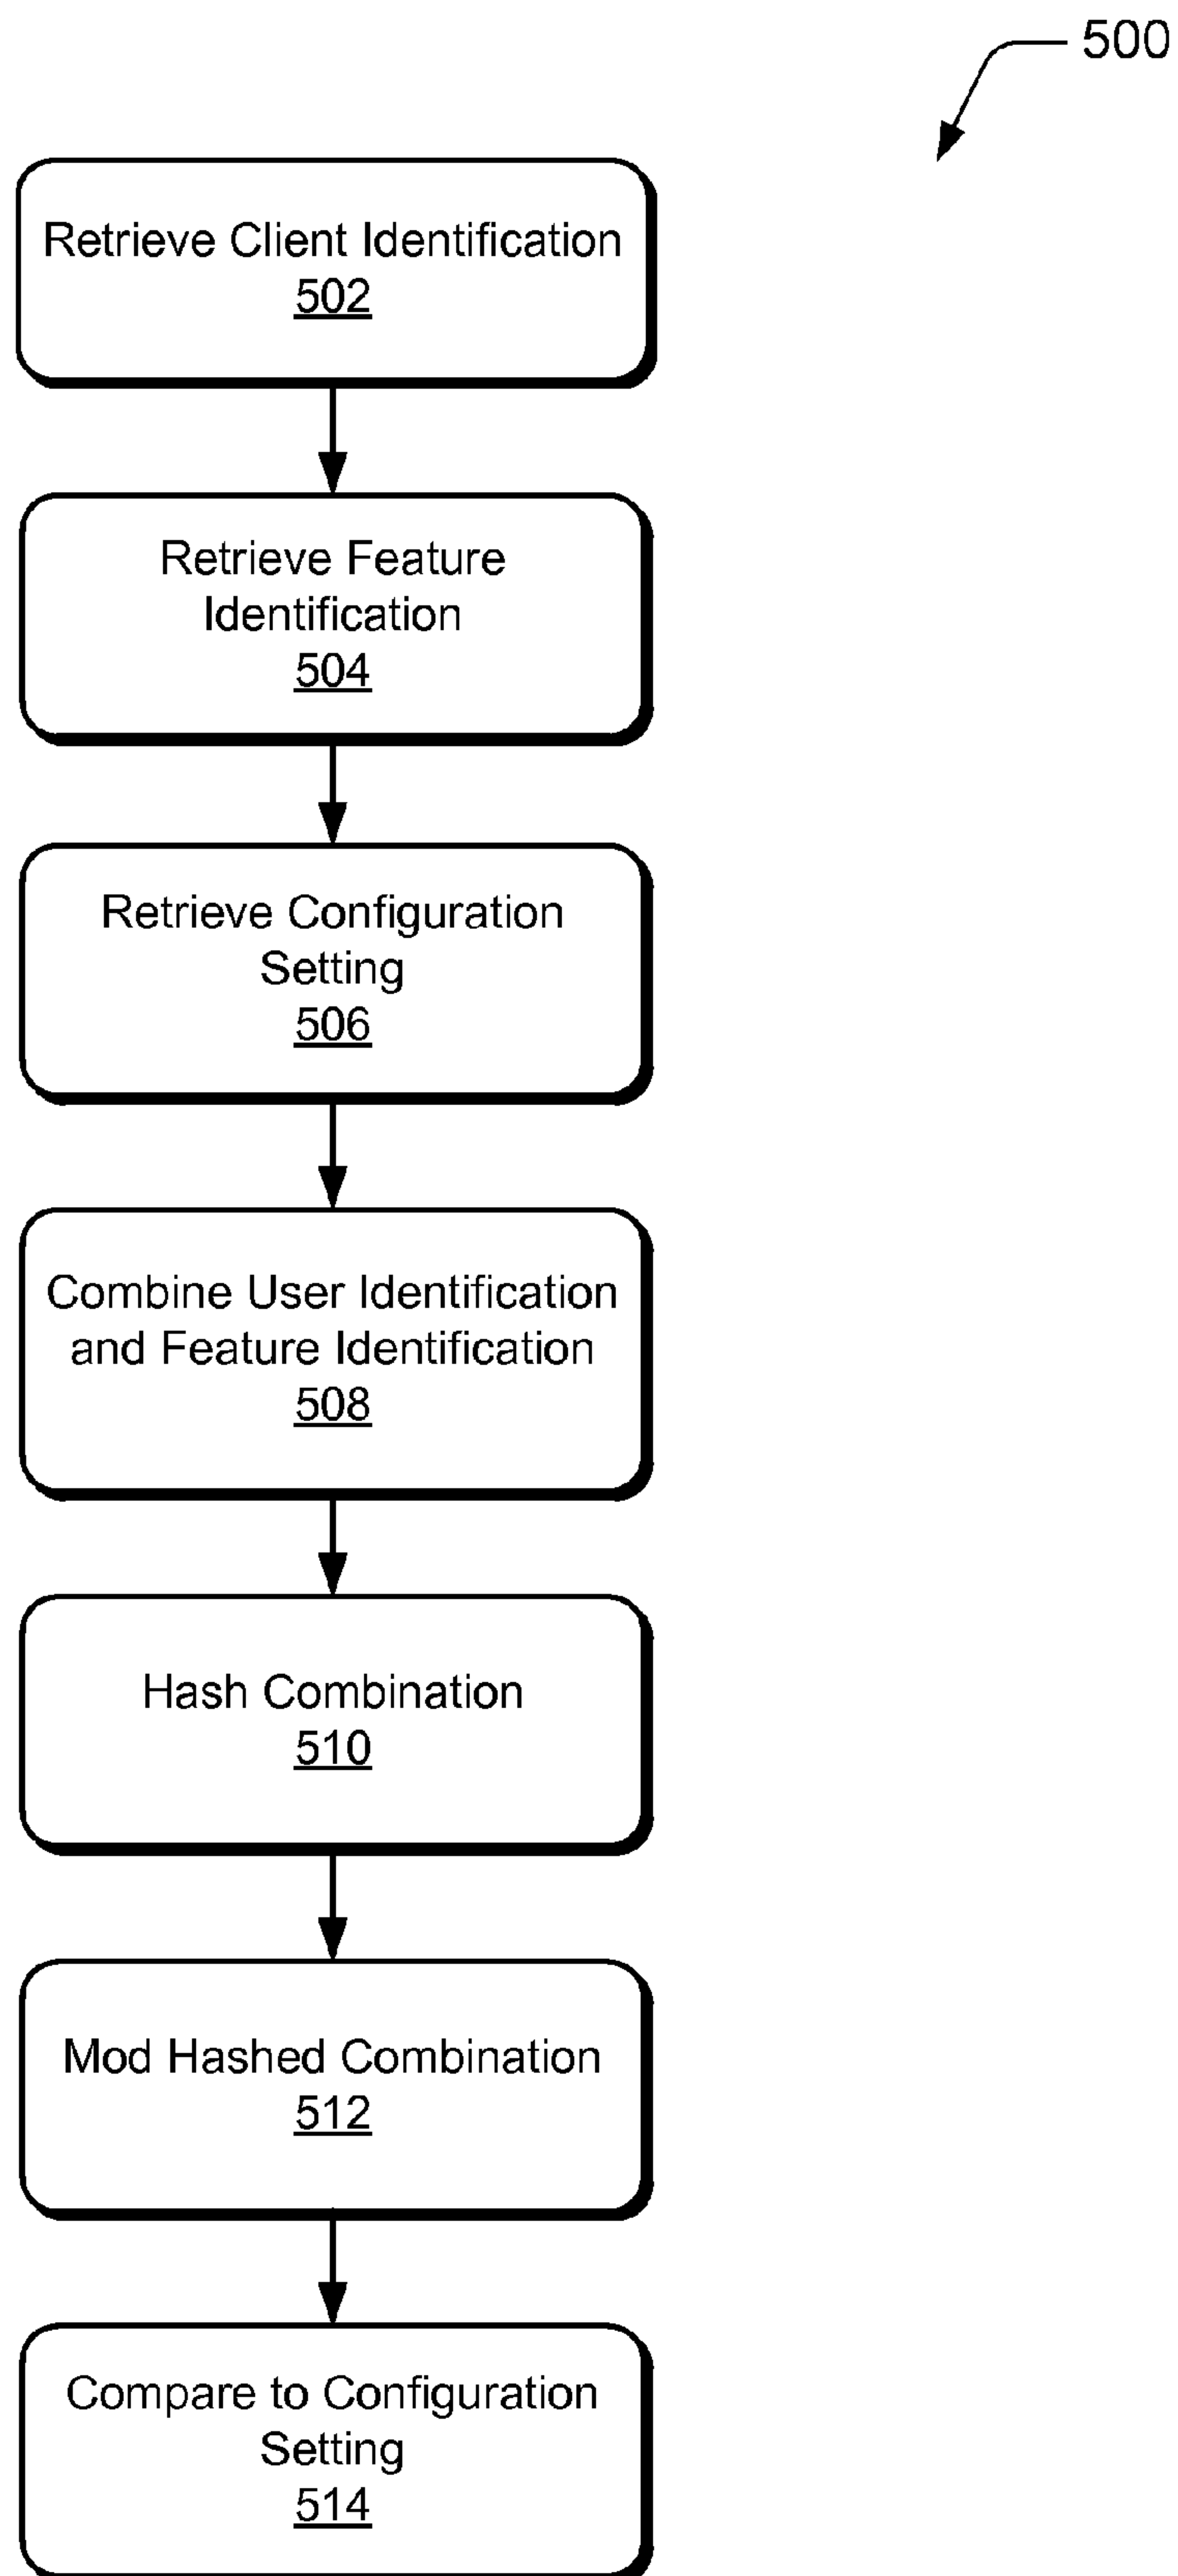 500
Retrieve Client Identification
502
Retrieve Feature
Identification
504
Retrieve Configuration
Setting
506
Combine User Identification
and Feature Identification
508
Hash Combination
510
Mod Hashed Combination
512
Compare to Configuration
Setting
514